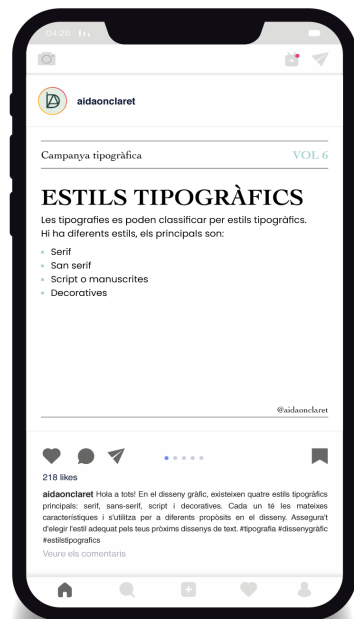 04:28
aidaonclaret
Campanya tipogràfica
VOL 6
ESTILS TIPOGRÀFICS
Les tipografies es poden classificar per estils tipogràfics.
Hi ha diferents estils, els principals son:
Serif
San serif
Script o manuscrites
Decoratives
@aidaonclaret
218 likes
aidaonclaret Hola a tots! En el disseny gràfic, existeixen quatre estils tipogràfics
principals: serif, sans-serif, script i decoratives. Cada un té les mateixes
característiques i s'utilitza per a diferents propòsits en el disseny. Assegura't
d'elegir l'estil adequat pels teus pròxims dissenys de text. #tipografia #dissenygràfic
#estilstipografics
Veure els comentaris